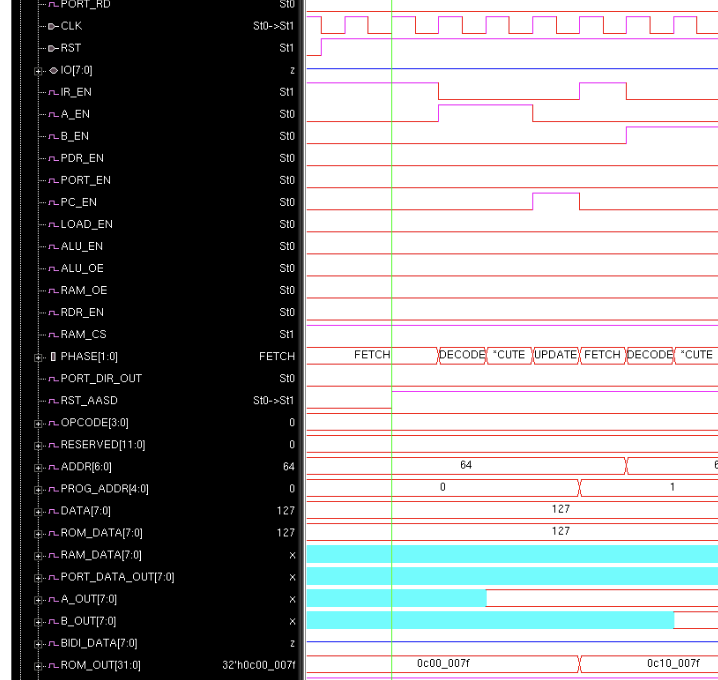 PORT_RD St0
CLK St0->St1
RST St1
IO[7:0] z
IR_EN St1
A_EN St0
B_EN St0
PDR_EN St0
PORT_EN St0
PC_EN St0
LOAD_EN St0
ALU_EN St0
ALU_OE St0
RAM_OE St0
RDR_EN St0
RAM_CS St1
PHASE[1:0] FETCH FETCH DECODE *CUTE UPDATE FETCH DECODE *CUTE
PORT_DIR_OUT St0
RST_AASD St0->St1
OPCODE[3:0] 0
RESERVED[11:0] 0
ADDR[6:0] 64 64 6
PROG_ADDR[4:0] 0 0 1
DATA[7:0] 127 127
ROM_DATA[7:0] 127 127
RAM_DATA[7:0] x
PORT_DATA_OUT[7:0] x
A_OUT[7:0] x
B_OUT[7:0] x
BIDI_DATA[7:0] z
ROM_OUT[31:0] 32'h0c00_007f 0c00_007f 0c10_007f